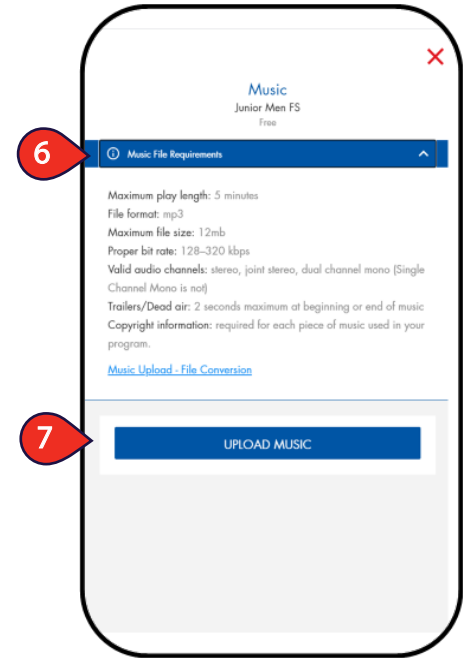 Music
Junior Men FS
Free
6
Music File Requirements
Maximum play length: 5 minutes
File format: mp3
Maximum file size: 12mb
Proper bit rate: 128–320 kbps
Valid audio channels: stereo, joint stereo, dual channel mono (Single
Channel Mono is not)
Trailers/Dead air: 2 seconds maximum at beginning or end of music
Copyright information: required for each piece of music used in your
program.
Music Upload - File Conversion
7
UPLOAD MUSIC